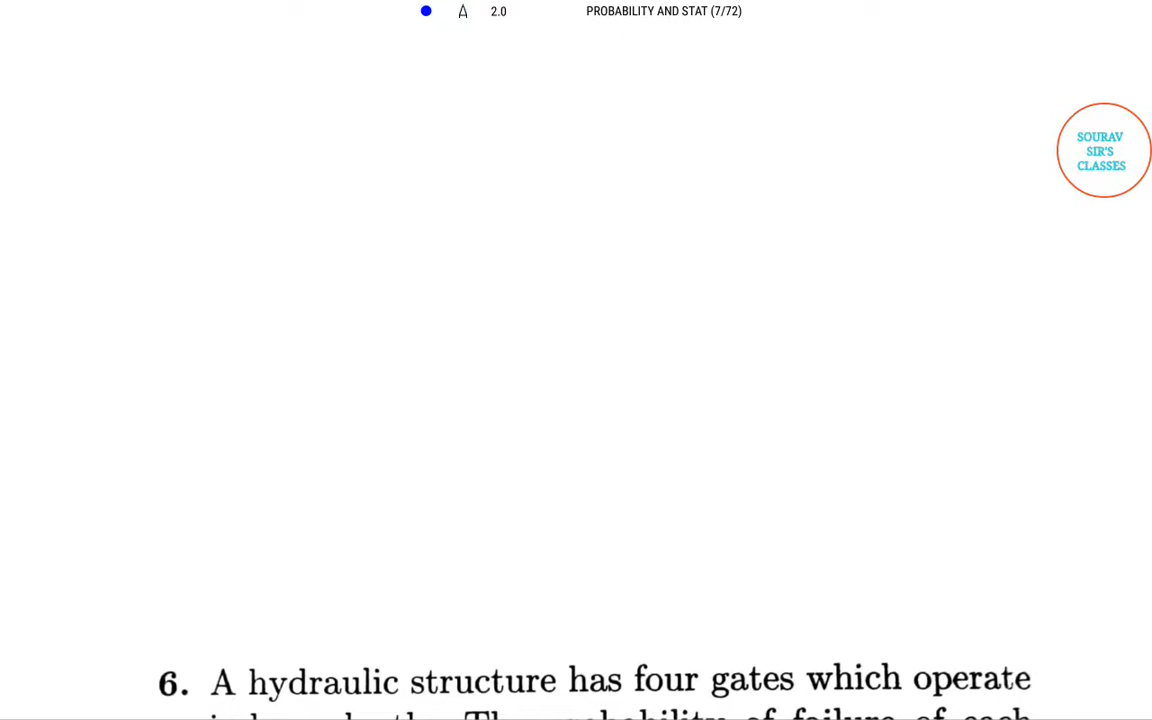 2.0 PROBABILITY AND STAT (7/72)
SOURAV
SIR'S
CLASSES
6. A hydraulic structure has four gates which operate